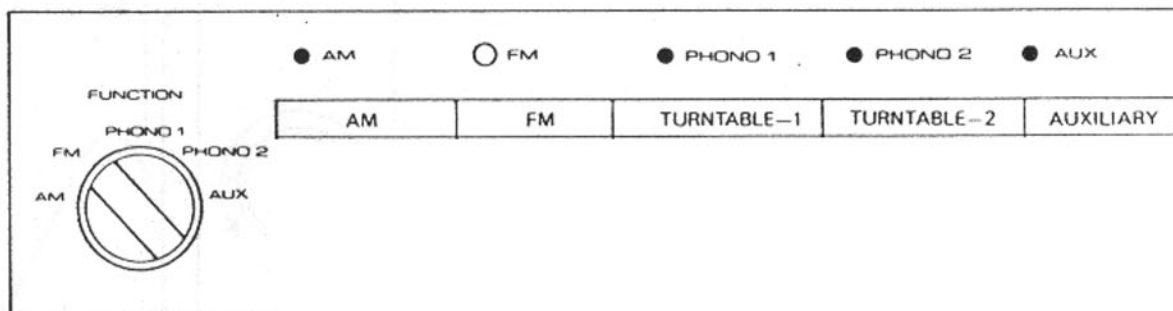 AM FM PHONO 1 PHONO 2 AUX
AM FM TURNTABLE-1 TURNTABLE-2 AUXILIARY
FUNCTION
PHONO 1
FM PHONO 2
AM AUX